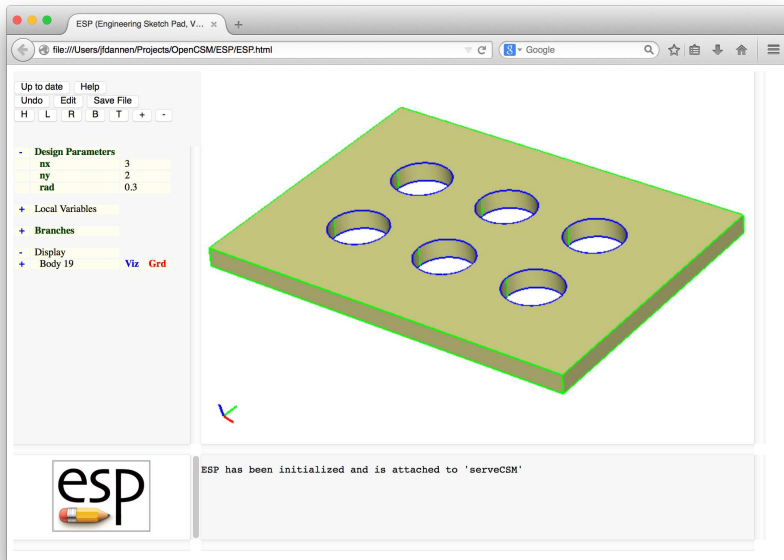 ESP (Engineering Sketch Pad, V...
file:///Users/jfdannen/Projects/OpenCSM/ESP/ESP.html
Google
Up to date Help
Undo Edit Save File
H L R B T + -
- Design Parameters
nx 3
ny 2
rad 0.3
+ Local Variables
+ Branches
- Display
+ Body 19 Viz Grd
esp
ESP has been initialized and is attached to 'serveCSM'